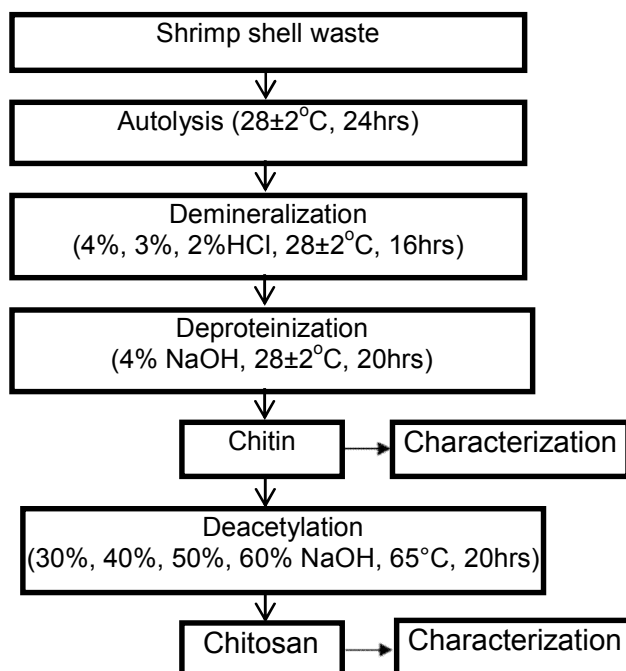 Shrimp shell waste
Autolysis (28±2°C, 24hrs)
Demineralization
(4%, 3%, 2%HCl, 28±2°C, 16hrs)
Deproteinization
(4% NaOH, 28±2°C, 20hrs)
Chitin
Characterization
Deacetylation
(30%, 40%, 50%, 60% NaOH, 65°C, 20hrs)
Chitosan
Characterization